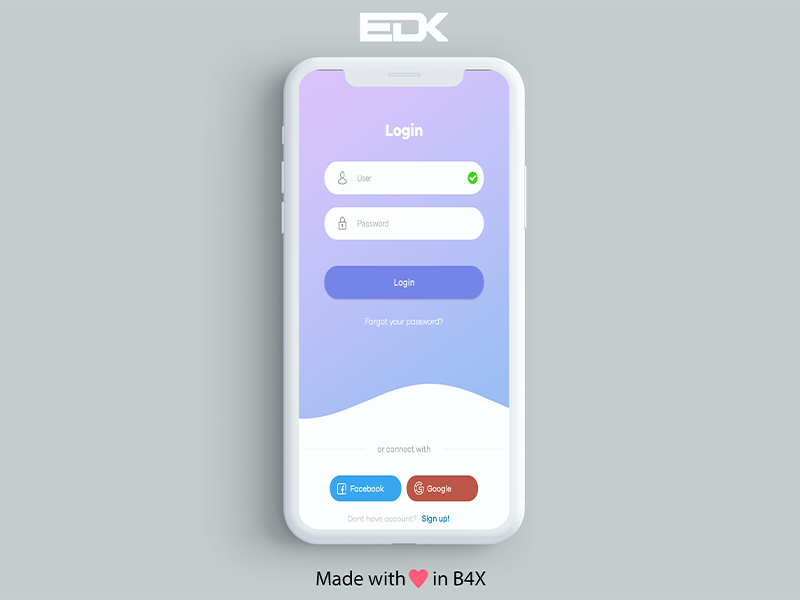 EDK
Login
User
Password
Login
Forgot your password?
or connect with
Facebook
Google
Dont have account? Sign up!
Made with in B4X